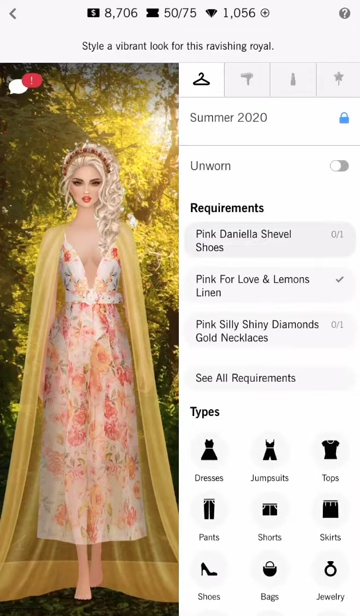 8,706 50/75 1,056
Style a vibrant look for this ravishing royal.
!
Summer 2020
Unworn
Requirements
Pink Daniella Shevel
Shoes
0/1
Pink For Love & Lemons
Linen
Pink Silly Shiny Diamonds
Gold Necklaces
0/1
See All Requirements
Types
Dresses Jumpsuits Tops
Pants Shorts Skirts
Shoes Bags Jewelry